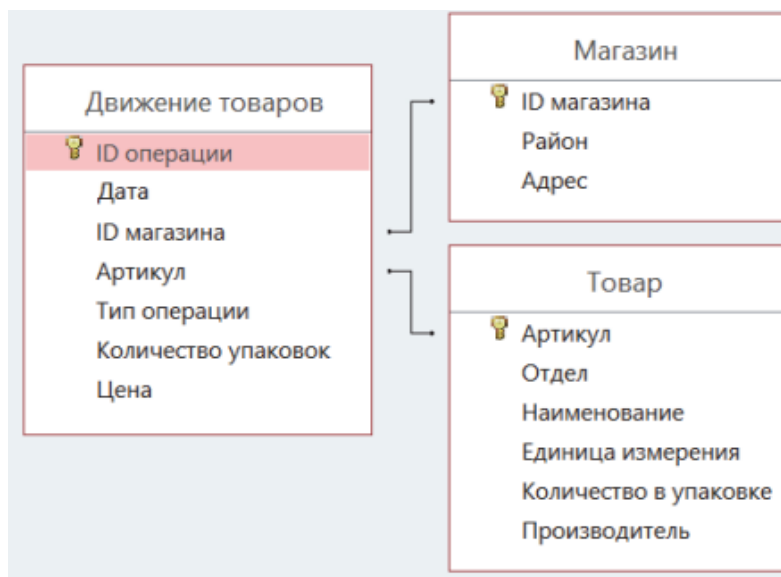 Движение товаров
ID операции
Дата
ID магазина
Артикул
Тип операции
Количество упаковок
Цена
Магазин
ID магазина
Район
Адрес
Товар
Артикул
Отдел
Наименование
Единица измерения
Количество в упаковке
Производитель